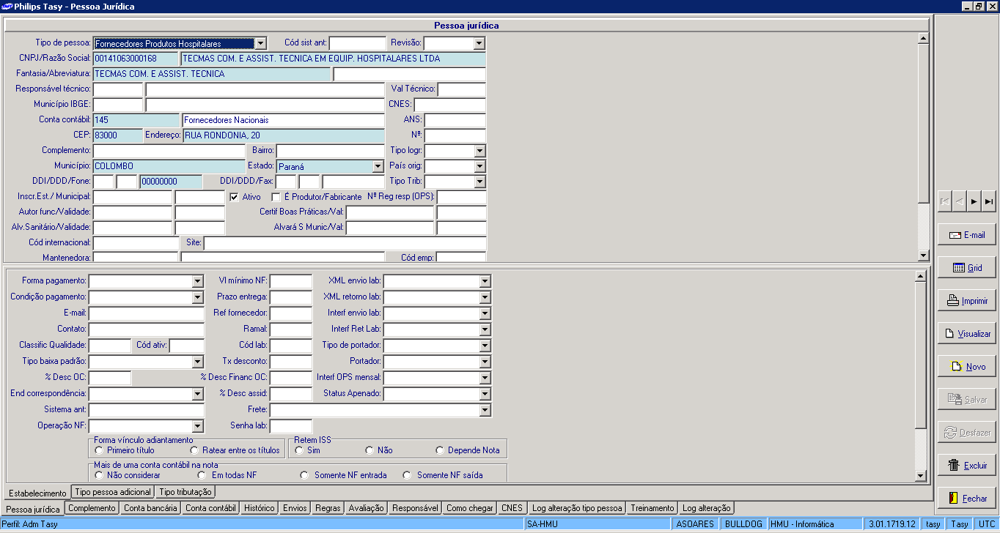 Philips Tasy - Pessoa Jurídica
Pessoa jurídica
Tipo de pessoa: Fornecedores Produtos Hospitalares Cód sist ant: Revisão:
CNPJ/Razão Social: 00141063000168 TECMAS COM. E ASSIST. TECNICA EM EQUIP. HOSPITALARES LTDA
Fantasia/Abreviatura: TECMAS COM. E ASSIST. TECNICA
Responsável técnico: Val Técnico:
Município IBGE: CNES:
Conta contábil: 145 Fornecedores Nacionais ANS:
CEP: 83000 Endereço: RUA RONDONIA, 20 Nº:
Complemento: Bairro: Tipo logr:
Município: COLOMBO Estado: Paraná País orig:
DDI/DDD/Fone: 00000000 DDI/DDD/Fax: Tipo Trib:
Inscr.Est./ Municipal: Ativo É Produtor/Fabricante Nº Reg resp (OPS):
Autor func/Validade: Certif Boas Práticas/Val:
Alv.Sanitário/Validade: Alvará S Munic/Val:
Cód internacional: Site:
Mantenedora: Cód emp:
Forma pagamento: Vl mínimo NF: XML envio lab:
Condição pagamento: Prazo entrega: XML retorno lab:
E-mail: Ref fornecedor: Interf envio lab:
Contato: Ramal: Interf Ret Lab:
Classific Qualidade: Cód ativ: Cód lab: Tipo de portador:
Tipo baixa padrão: Tx desconto: Portador:
% Desc OC: % Desc Financ OC: Interf OPS mensal:
End correspondência: % Desc assid: Status Apenado:
Sistema ant: Frete:
Operação NF: Senha lab:
Forma vínculo adiantamento Retem ISS
Primeiro título Ratear entre os títulos Sim Não Depende Nota
Mais de uma conta contábil na nota
Não considerar Em todas NF Somente NF entrada Somente NF saída
Estabelecimento Tipo pessoa adicional Tipo tributação
Pessoa jurídica Complemento Conta bancária Conta contábil Histórico Envios Regras Avaliação Responsável Como chegar CNES Log alteração tipo pessoa Treinamento Log alteração
E-mail
Grid
Imprimir
Visualizar
Novo
Salvar
Desfazer
Excluir
Fechar
Perfil: Adm Tasy SA-HMU ASOARES BULLDOG HMU - Informática 3.01.1719.12 tasy Tasy UTC